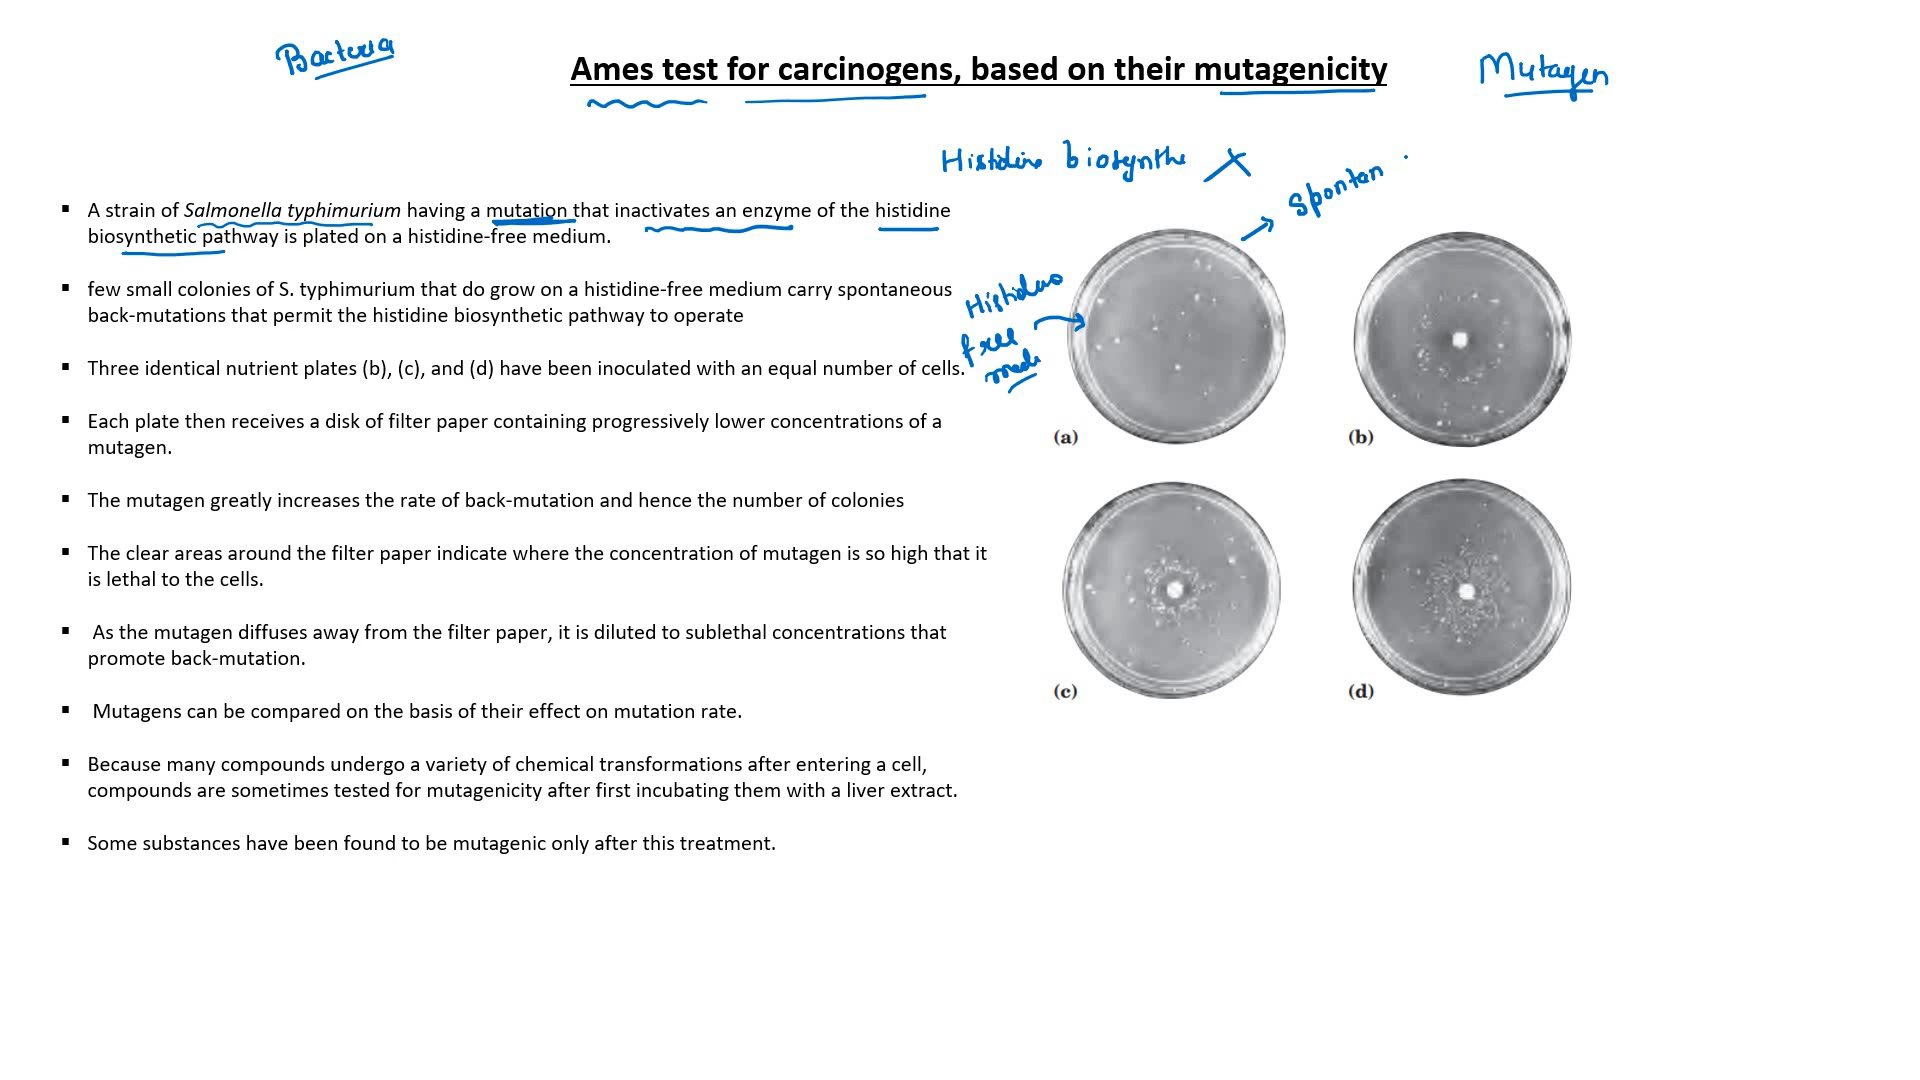 Bacteria
Ames test for carcinogens, based on their mutagenicity
Mutagen
Histidine biosynthe
Spontan
▪ A strain of Salmonella typhimurium having a mutation that inactivates an enzyme of the histidine
biosynthetic pathway is plated on a histidine-free medium.
▪ few small colonies of S. typhimurium that do grow on a histidine-free medium carry spontaneous
back-mutations that permit the histidine biosynthetic pathway to operate
▪ Three identical nutrient plates (b), (c), and (d) have been inoculated with an equal number of cells.
▪ Each plate then receives a disk of filter paper containing progressively lower concentrations of a
mutagen.
▪ The mutagen greatly increases the rate of back-mutation and hence the number of colonies
▪ The clear areas around the filter paper indicate where the concentration of mutagen is so high that it
is lethal to the cells.
▪ As the mutagen diffuses away from the filter paper, it is diluted to sublethal concentrations that
promote back-mutation.
▪ Mutagens can be compared on the basis of their effect on mutation rate.
▪ Because many compounds undergo a variety of chemical transformations after entering a cell,
compounds are sometimes tested for mutagenicity after first incubating them with a liver extract.
▪ Some substances have been found to be mutagenic only after this treatment.
free
(a)
(b)
(c)
(d)